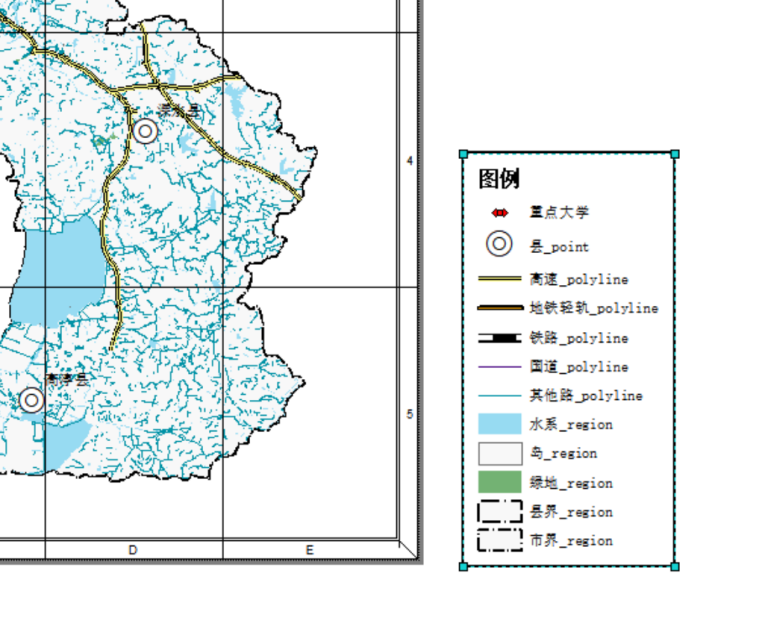 4
图例
重点大学
县_point
高速_polyline
地铁轻轨_polyline
铁路_polyline
国道_polyline
其他路_polyline
水系_region
岛_region
绿地_region
县界_region
市界_region
高淳县
5
D
E